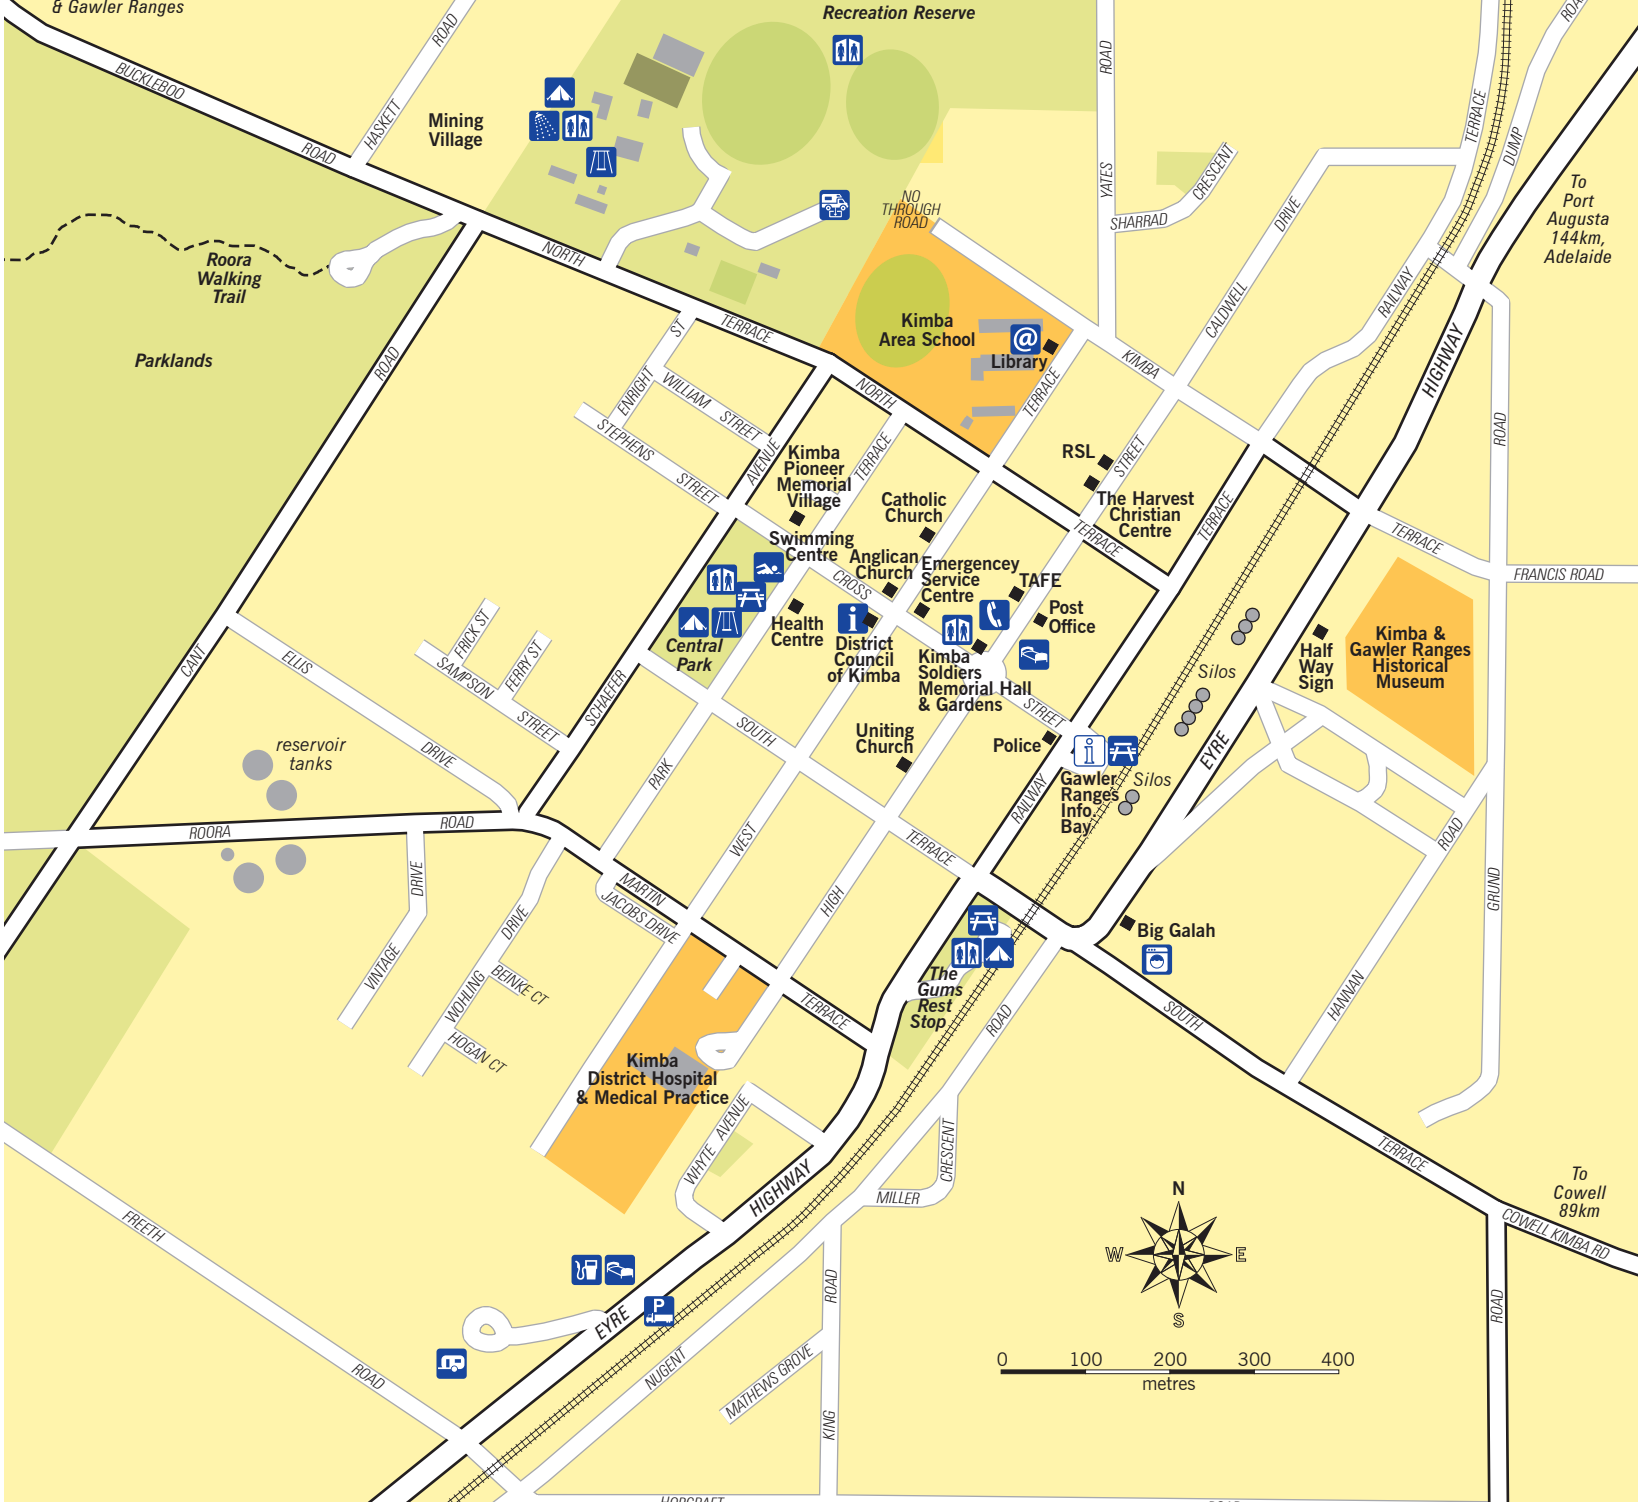 & Gawler Ranges
Recreation Reserve
ROAD
ROAD
ROAD
BUCKLEBOO
HASKETT
Mining
Village
ROAD
TERRACE
DUMP
YATES
CRESCENT
SHARRAD
NO
THROUGH
ROAD
To
Port
Augusta
144km,
Adelaide
DRIVE
NORTH
Roora
Walking
Trail
RAILWAY
CALDWELL
Parklands
ROAD
ST
TERRACE
Kimba
Area School
@
Library
KIMBA
HIGHWAY
ENRIGHT
WILLIAM
STREET
NORTH
TERRACE
STEPHENS
STREET
AVENUE
TERRACE
Kimba
Pioneer
Memorial
Village
RSL
STREET
ROAD
The Harvest
Christian
Centre
Catholic
Church
TERRACE
TERRACE
TERRACE
Swimming
Centre
Anglican
Church
CROSS
Emergencey
Service
Centre
TAFE
Post
Office
FRANCIS ROAD
FRICK ST
FERRY ST
SAMPSON
STREET
Central
Park
Health
Centre
i
District
Council
of Kimba
Kimba
Soldiers
Memorial Hall
& Gardens
STREET
Half
Way
Sign
Kimba &
Gawler Ranges
Historical
Museum
Silos
CANT
ELLIS
DRIVE
SCHAEFER
SOUTH
Uniting
Church
Police
i
Gawler
Ranges
Info.
Bay
Silos
EYRE
reservoir
tanks
PARK
RAILWAY
ROORA
ROAD
WEST
TERRACE
ROAD
DRIVE
MARTIN
JACOBS DRIVE
HIGH
GRUND
DRIVE
Big Galah
VINTAGE
WOHLING
BEINKE CT
HOGAN CT
The
Gums
Rest
Stop
TERRACE
ROAD
SOUTH
HANNAN
Kimba
District Hospital
& Medical Practice
AVENUE
WHYTE
HIGHWAY
CRESCENT
MILLER
TERRACE
To
Cowell
89km
COWELL KIMBA RD
FREETH
N
W
E
S
P
EYRE
ROAD
ROAD
ROAD
NUGENT
MATHEWS GROVE
KING
0 100 200 300 400
metres